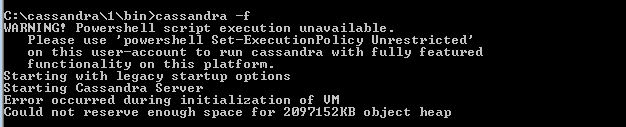 C:\cassandra\1\bin>cassandra -f
WARNING! Powershell script execution unavailable.
Please use 'powershell Set-ExecutionPolicy Unrestricted'
on this user-account to run cassandra with fully featured
functionality on this platform.
Starting with legacy startup options
Starting Cassandra Server
Error occurred during initialization of VM
Could not reserve enough space for 2097152KB object heap